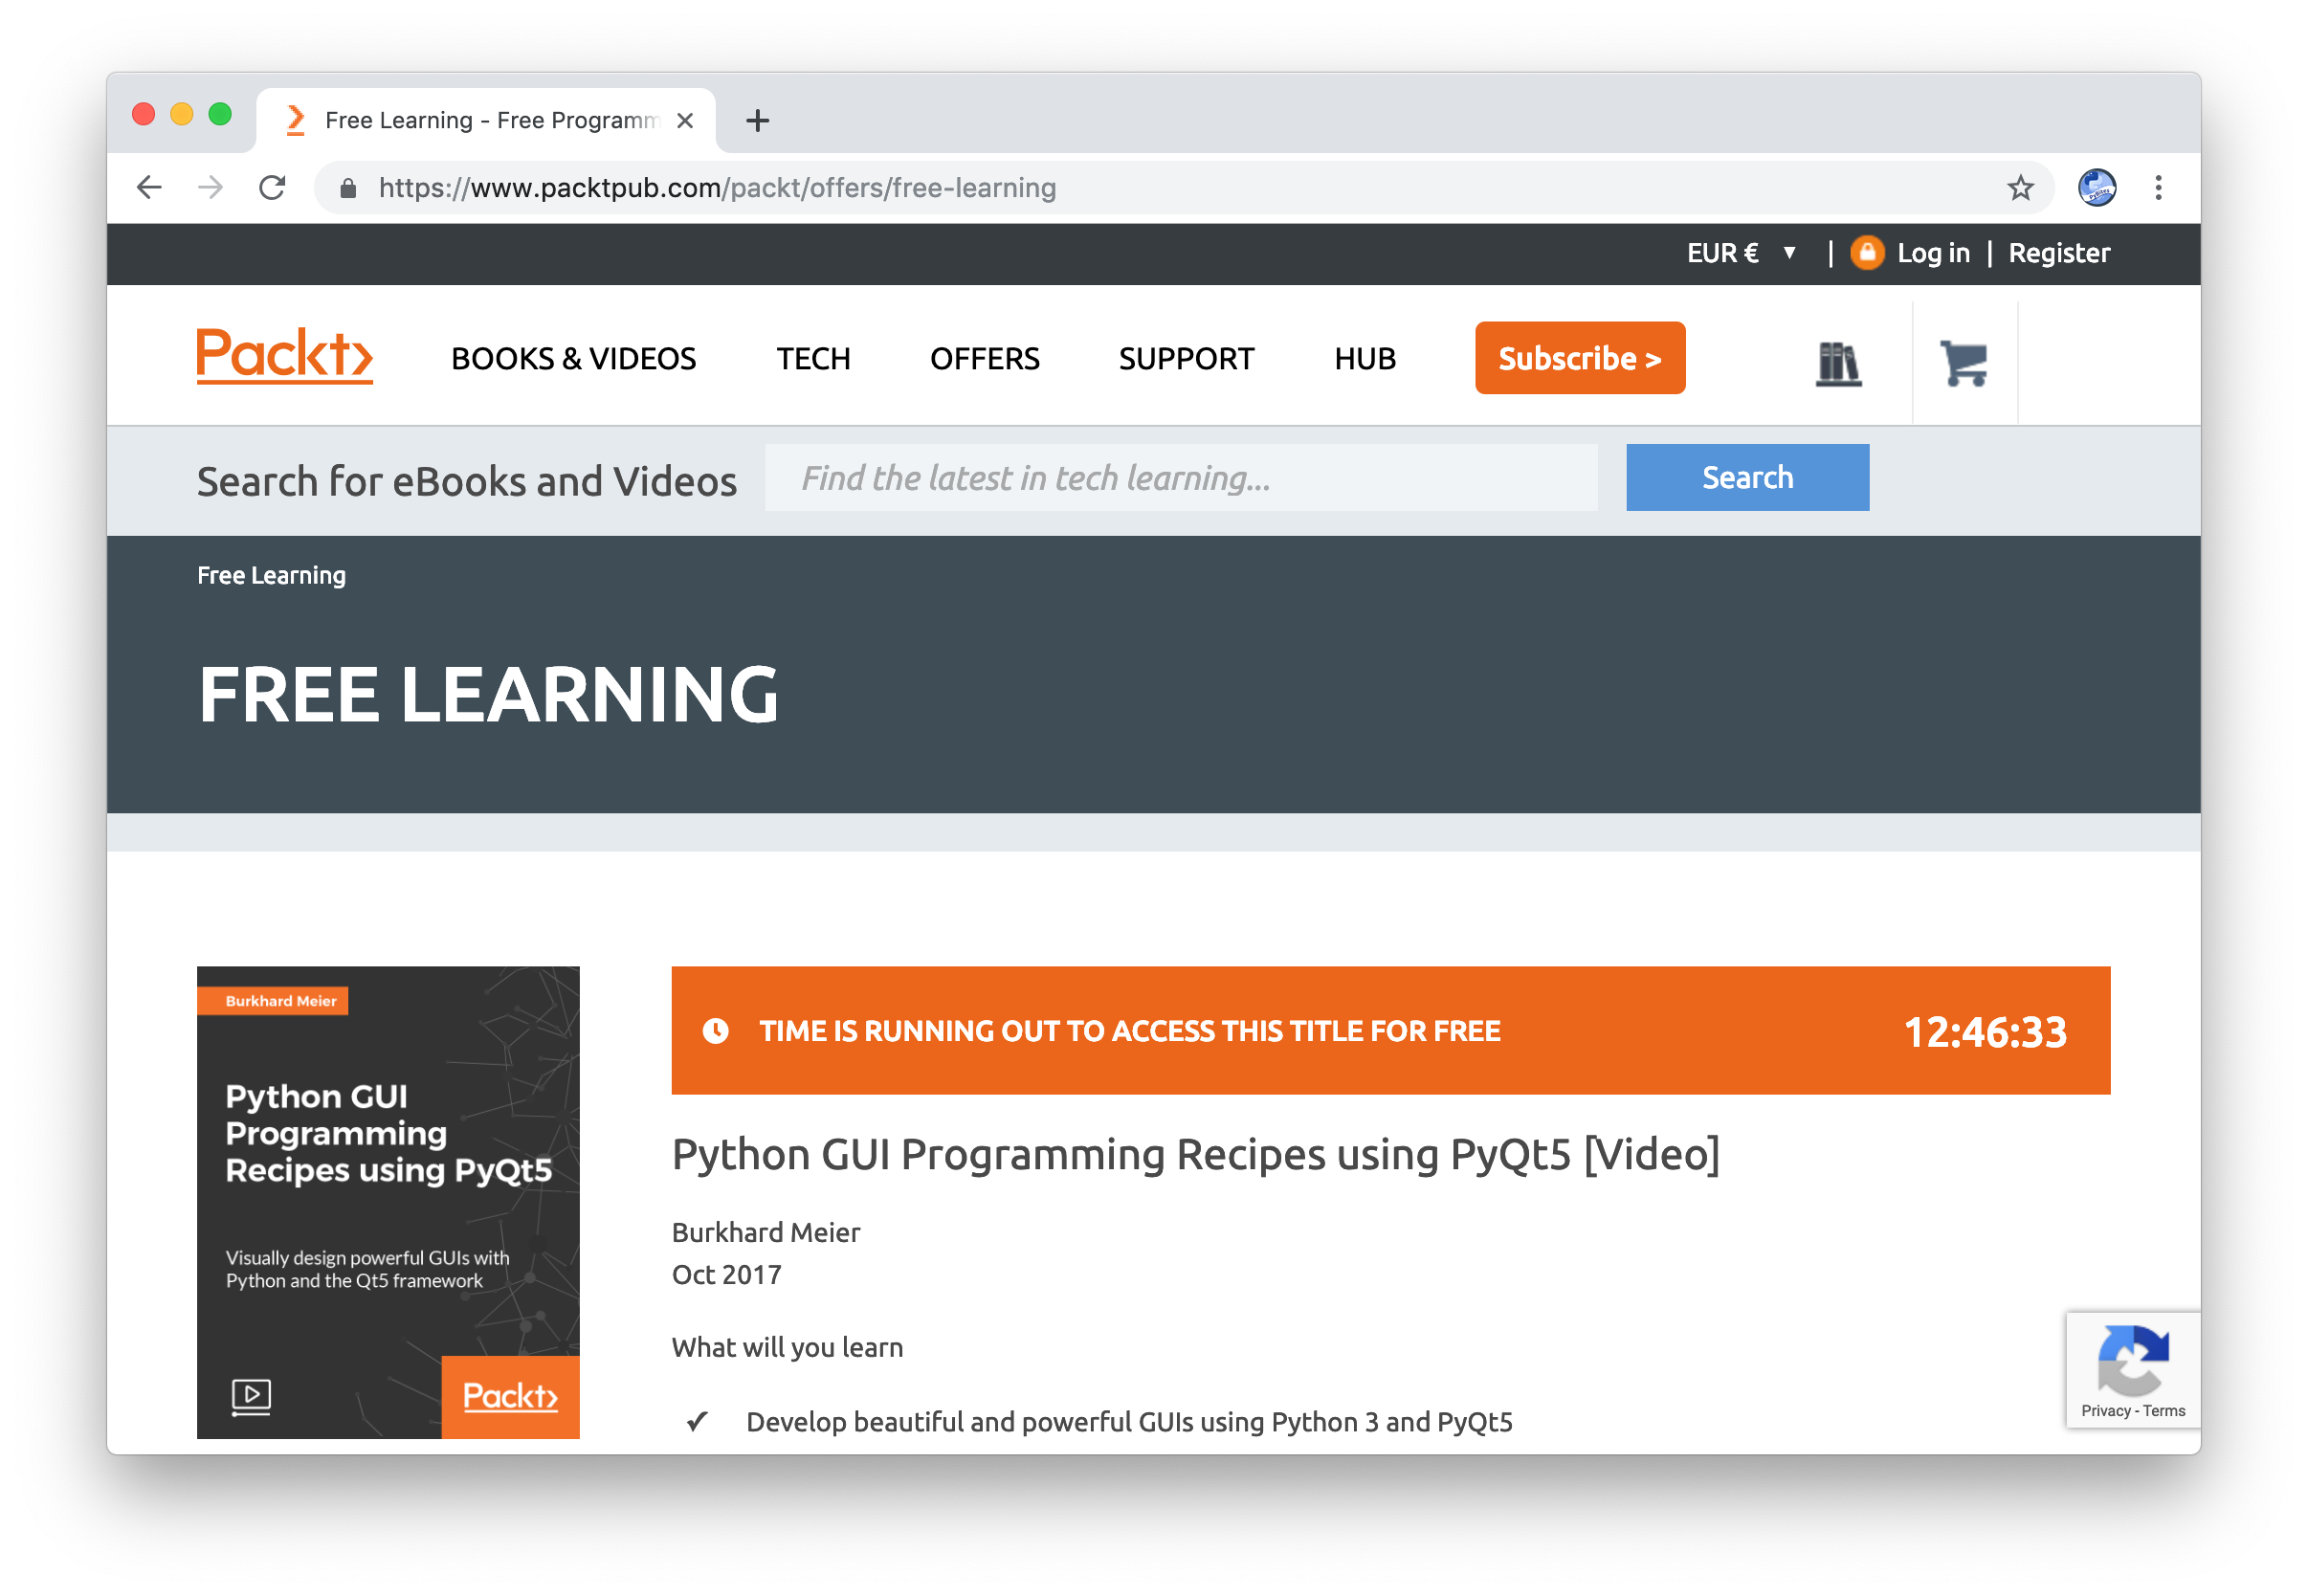 Free Learning - Free Programm
https://www.packtpub.com/packt/offers/free-learning
EUR € ▼ | Log in | Register
Packt> BOOKS & VIDEOS TECH OFFERS SUPPORT HUB Subscribe >
Search for eBooks and Videos Find the latest in tech learning... Search
Free Learning
FREE LEARNING
Burkhard Meier
Python GUI
Programming
Recipes using PyQt5
Visually design powerful GUIs with
Python and the Qt5 framework
Packt>
TIME IS RUNNING OUT TO ACCESS THIS TITLE FOR FREE 12:46:33
Python GUI Programming Recipes using PyQt5 [Video]
Burkhard Meier
Oct 2017
What will you learn
✓ Develop beautiful and powerful GUIs using Python 3 and PyQt5
Privacy - Terms